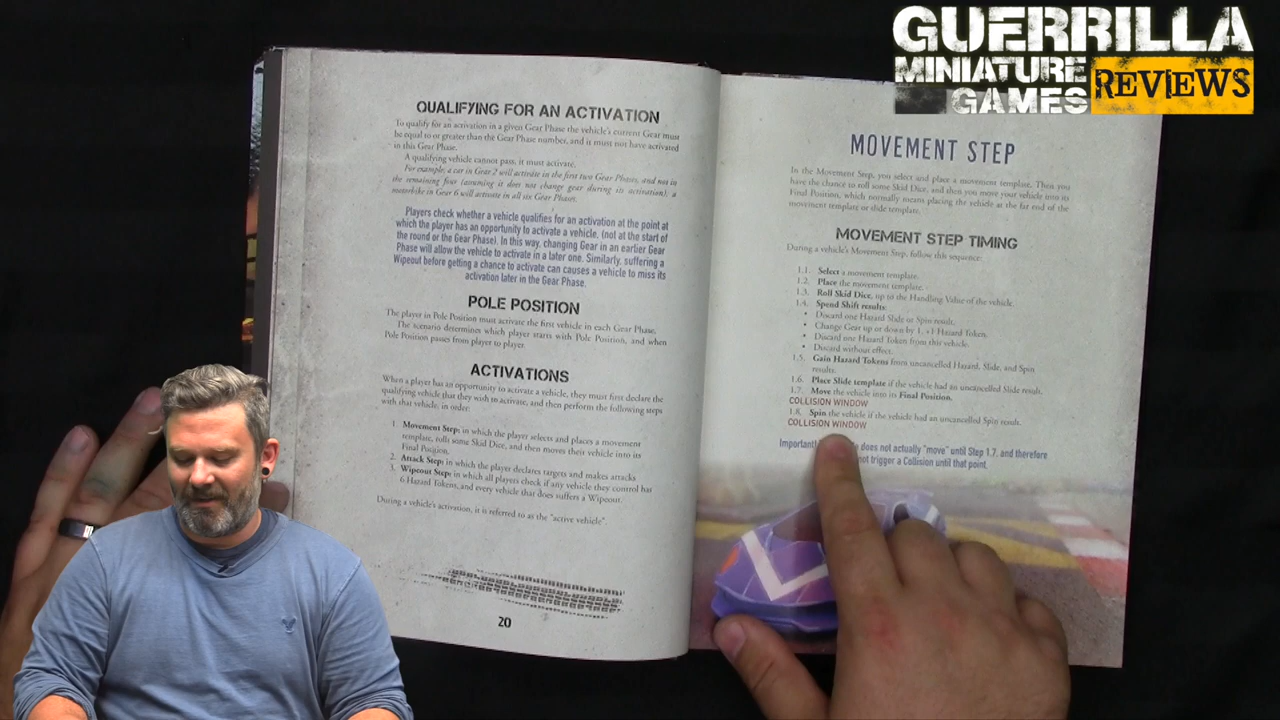 GUERRILLA
MINIATURE
GAMES
REVIEWS
QUALIFYING FOR AN ACTIVATION
To qualify for an activation in a given Gear Phase the vehicle's current Gear must
be equal to or greater than the Gear Phase number, and it must not have activated
in this Gear Phase.
A qualifying vehicle cannot pass, it must activate.
For example, a car in Gear 2 will activate in the first two Gear Phases, and not in
the remaining four (assuming it does not change gear during its activation), a
motorbike in Gear 6 will activate in all six Gear Phases.
Players check whether a vehicle qualifies for an activation at the point at
which the player has an opportunity to activate a vehicle, (not at the start of
the round or the Gear Phase). In this way, changing Gear in an earlier Gear
Phase will allow the vehicle to activate in a later one. Similarly, suffering a
Wipeout before getting a chance to activate can causes a vehicle to miss its
activation later in the Gear Phase.
POLE POSITION
The player in Pole Position must activate the first vehicle in each Gear Phase.
The scenario determines which player starts with Pole Position, and when
Pole Position passes from player to player.
ACTIVATIONS
When a player has an opportunity to activate a vehicle, they must first declare the
qualifying vehicle that they wish to activate, and then perform the following steps
with that vehicle, in order:
1. Movement Step: in which the player selects and places a movement
template, rolls some Skid Dice, and then moves their vehicle into its
Final Position.
2. Attack Step: in which the player declares targets and makes attacks
3. Wipeout Step: in which all players check if any vehicle they control has
6 Hazard Tokens, and every vehicle that does suffers a Wipeout.
During a vehicle's activation, it is referred to as the "active vehicle".
20
MOVEMENT STEP
In the Movement Step, you select and place a movement template. Then you
have the chance to roll some Skid Dice, and then you move your vehicle into its
Final Position, which normally means placing the vehicle at the far end of the
movement template or slide template.
MOVEMENT STEP TIMING
During a vehicle's Movement Step, follow this sequence:
1.1. Select a movement template.
1.2. Place the movement template.
1.3. Roll Skid Dice, up to the Handling Value of the vehicle.
1.4. Spend Shift results:
• Discard one Hazard, Slide or Spin result.
• Change Gear up or down by 1, +1 Hazard Token.
• Discard one Hazard Token from this vehicle.
• Discard without effect.
1.5. Gain Hazard Tokens from uncancelled Hazard, Slide, and Spin
results.
1.6. Place Slide template if the vehicle had an uncancelled Slide result.
1.7. Move the vehicle into its Final Position.
COLLISION WINDOW
1.8. Spin the vehicle if the vehicle had an uncancelled Spin result.
COLLISION WINDOW
does not actually "move" until Step 1.7, and therefore
not trigger a Collision until that point.